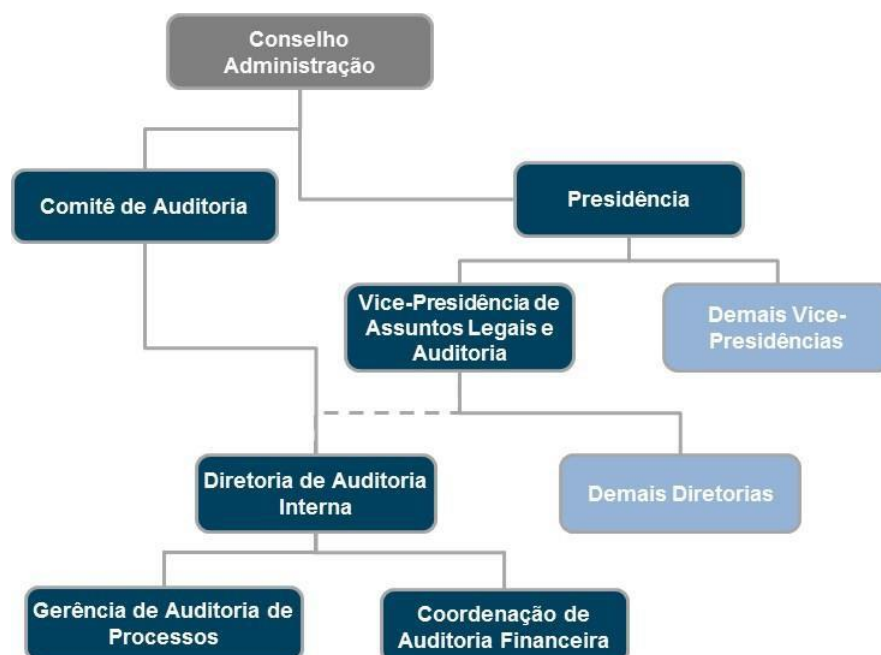 Conselho
Administração
Comitê de Auditoria
Presidência
Vice-Presidência de
Assuntos Legais e
Auditoria
Demais Vice-
Presidências
Diretoria de Auditoria
Interna
Demais Diretorias
Gerência de Auditoria de
Processos
Coordenação de
Auditoria Financeira